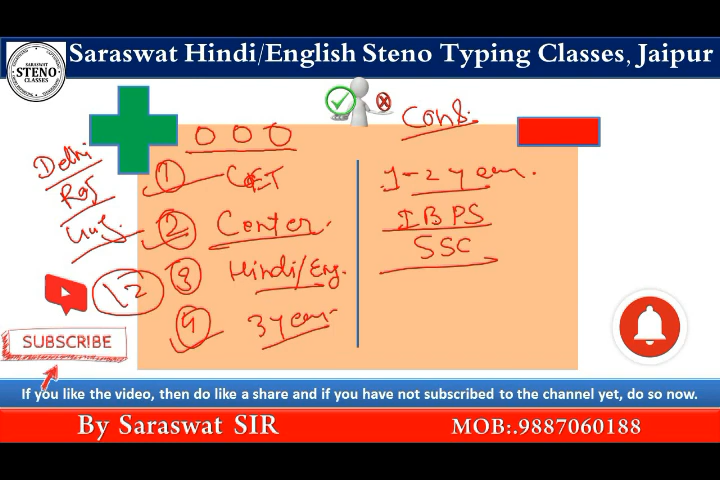 SARASWAT
STENO
CLASSES
Saraswat Hindi/English Steno Typing Classes, Jaipur
Cons.
000
Delhi
Raj
① CET
② Center
③ Hindi/Eng.
④ 3 year
12
1-2 year.
IBPS
SSC
SUBSCRIBE
If you like the video, then do like a share and if you have not subscribed to the channel yet, do so now.
By Saraswat SIR
MOB:.9887060188